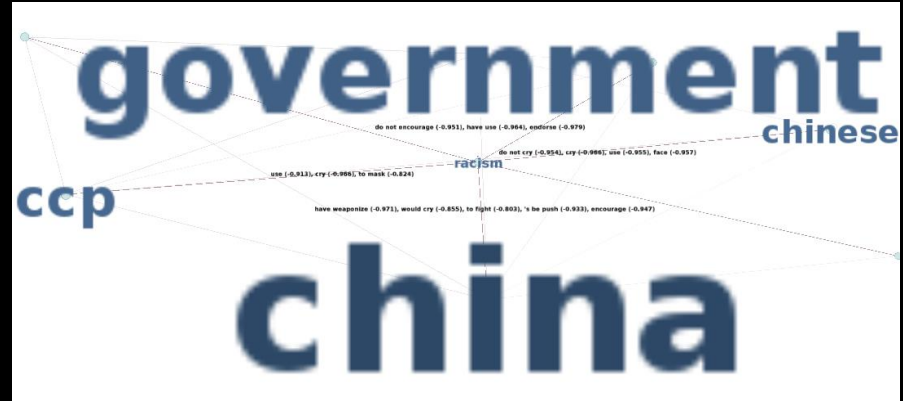 government
do not encourage (-0.951), have use (-0.964), endorse (-0.979)
chinese
do not cry (-0.954), cry (-0.966), use (-0.955), face (-0.957)
racism
use (-0.913), cry (-0.966), to mask (-0.824)
ccp
have weaponize (-0.971), would cry (-0.855), to fight (-0.803), 's be push (-0.933), encourage (-0.947)
china